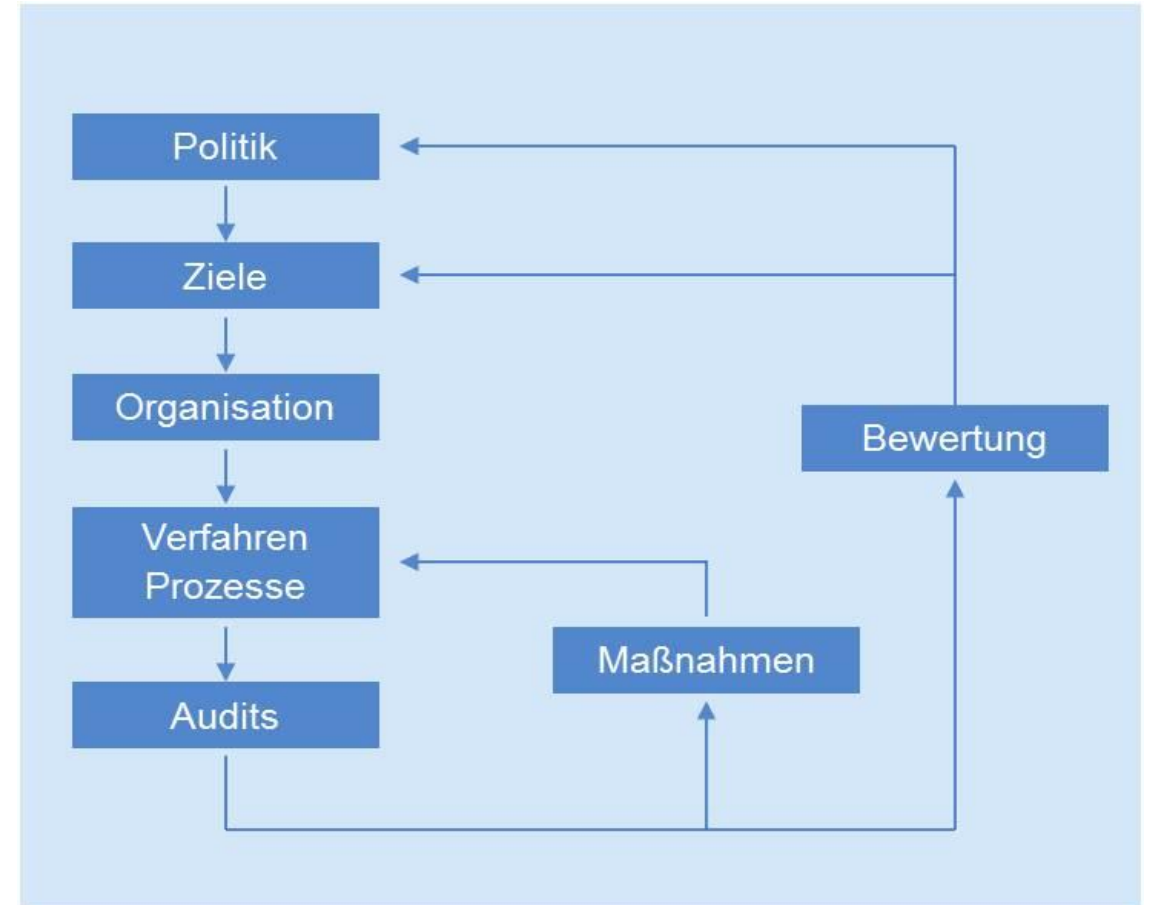 Politik
Ziele
Organisation
Verfahren
Prozesse
Audits
Maßnahmen
Bewertung